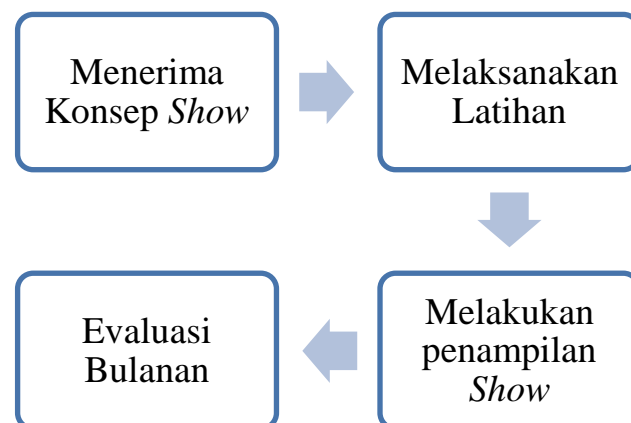 Menerima
Konsep Show
Melaksanakan
Latihan
Melakukan
penampilan
Show
Evaluasi
Bulanan